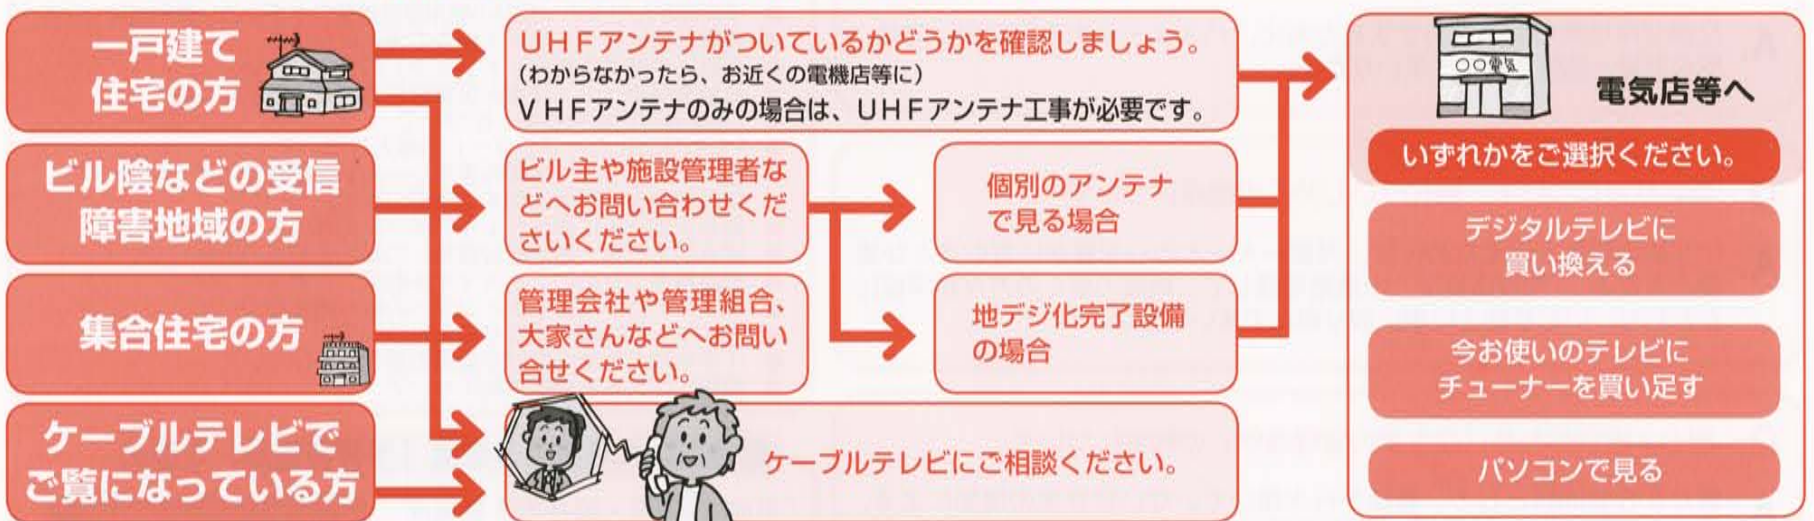 一戸建て
住宅の方
UHFアンテナがついているかどうかを確認しましょう。
(わからなかったら、お近くの電機店等に)
VHFアンテナのみの場合は、UHFアンテナ工事が必要です。
ビル陰などの受信
障害地域の方
ビル主や施設管理者な
どへお問い合わせくだ
さいください。
個別のアンテナ
で見る場合
集合住宅の方
管理会社や管理組合、
大家さんなどへお問い
合せください。
地デジ化完了設備
の場合
ケーブルテレビで
ご覧になっている方
ケーブルテレビにご相談ください。
○○電気
電気店等へ
いずれかをご選択ください。
デジタルテレビに
買い換える
今お使いのテレビに
チューナーを買い足す
パソコンで見る